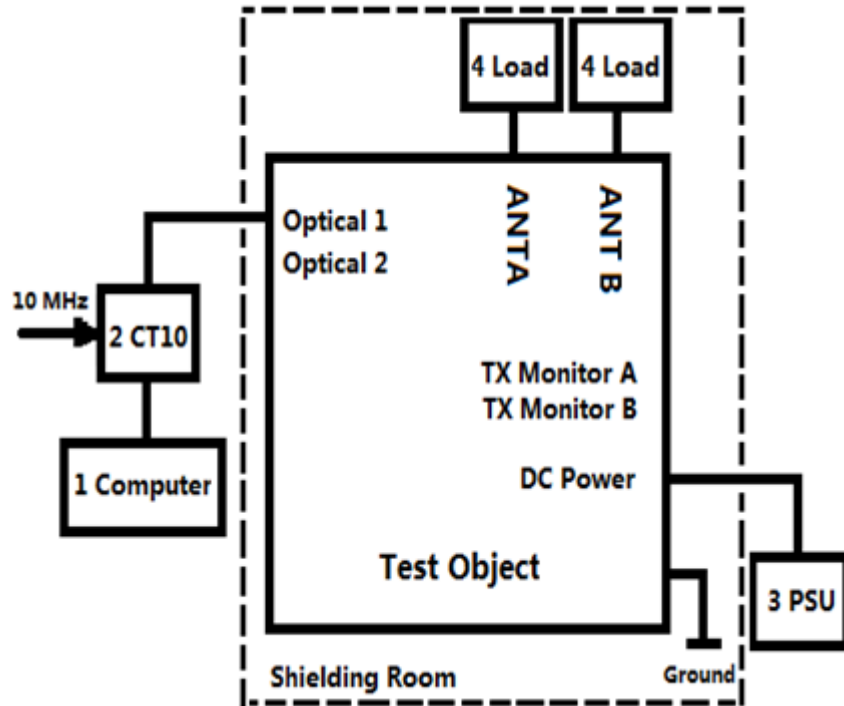 4 Load
4 Load
ANTA
ANT B
Optical 1
Optical 2
10 MHz
2 CT10
TX Monitor A
TX Monitor B
1 Computer
DC Power
Test Object
3 PSU
Shielding Room
Ground